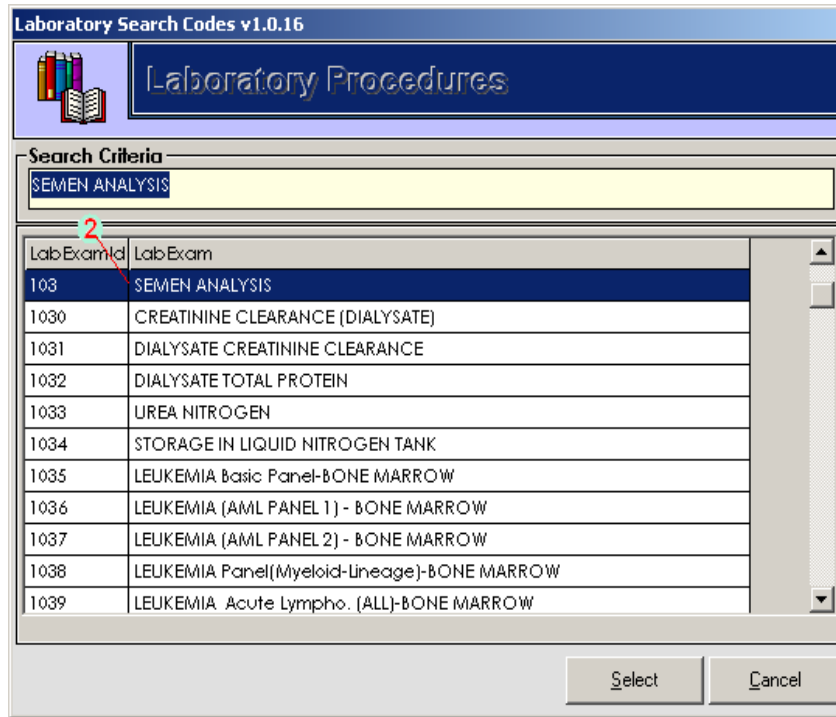 Laboratory Search Codes v1.0.16
Laboratory Procedures
Search Criteria
SEMEN ANALYSIS
2
LabExamId LabExam
103 SEMEN ANALYSIS
1030 CREATININE CLEARANCE (DIALYSATE)
1031 DIALYSATE CREATININE CLEARANCE
1032 DIALYSATE TOTAL PROTEIN
1033 UREA NITROGEN
1034 STORAGE IN LIQUID NITROGEN TANK
1035 LEUKEMIA Basic Panel-BONE MARROW
1036 LEUKEMIA (AML PANEL 1) - BONE MARROW
1037 LEUKEMIA (AML PANEL 2) - BONE MARROW
1038 LEUKEMIA Panel(Myeloid-Lineage)-BONE MARROW
1039 LEUKEMIA Acute Lympho. (ALL)-BONE MARROW
Select Cancel